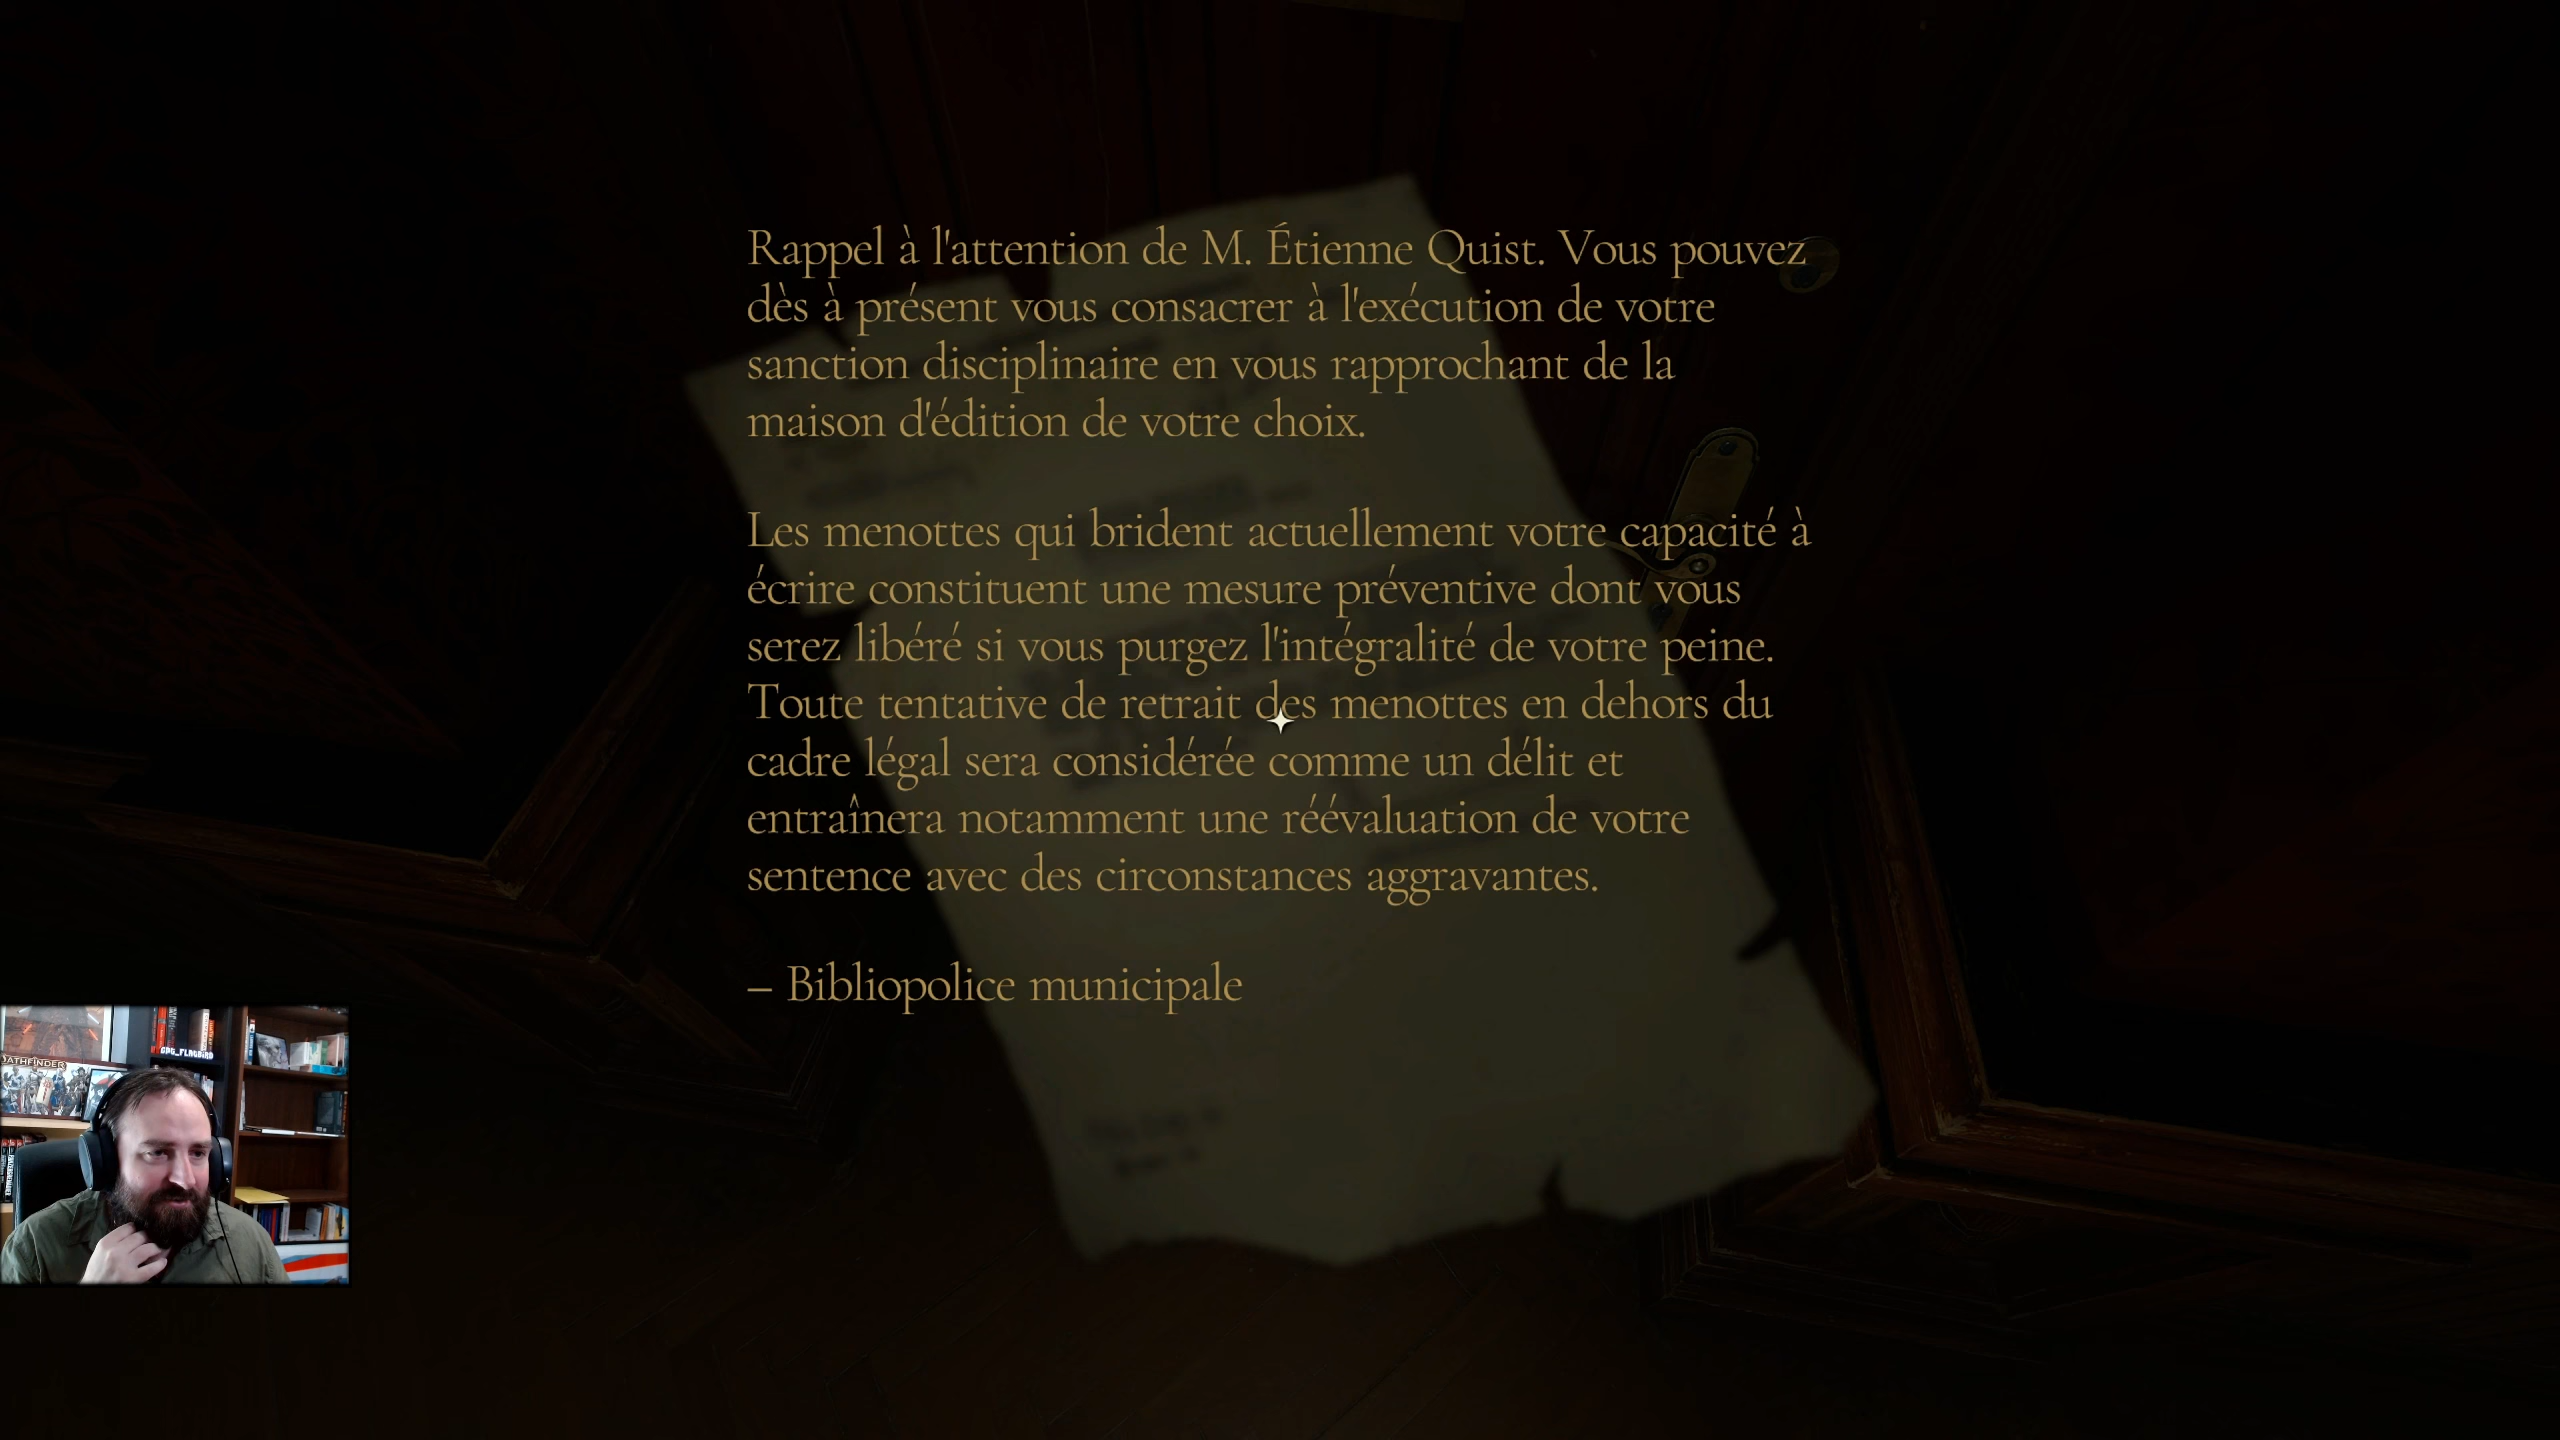 Rappel à l'attention de M. Étienne Quist. Vous pouvez
dès à présent vous consacrer à l'exécution de votre
sanction disciplinaire en vous rapprochant de la
maison d'édition de votre choix.
Les menottes qui brident actuellement votre capacité à
écrire constituent une mesure préventive dont vous
serez libéré si vous purgez l'intégralité de votre peine.
Toute tentative de retrait des menottes en dehors du
cadre légal sera considérée comme un délit et
entraînera notamment une réévaluation de votre
sentence avec des circonstances aggravantes.
– Bibliopolice municipale